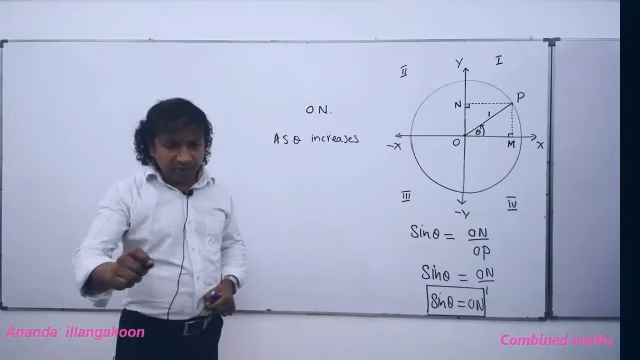 ON.
AS θ increases
II
Y
I
N
P
1
-X
O
θ
M
X
III
-Y
IV
Sinθ = ON
OP
Sinθ = ON
1
Sinθ = ON
Ananda illangakoon
Combined maths